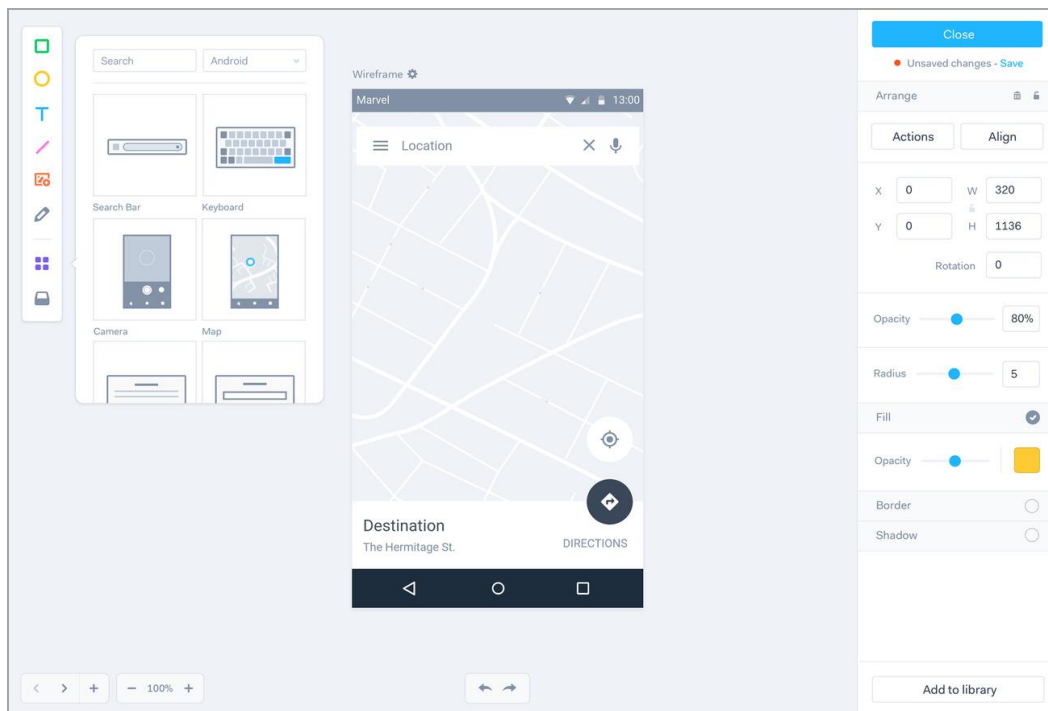 Search
Android
Search Bar
Keyboard
Camera
Map
T
100%
Wireframe
Marvel
13:00
Location
Destination
The Hermitage St.
DIRECTIONS
Close
Unsaved changes - Save
Arrange
Actions
Align
X 0 W 320
Y 0 H 1136
Rotation 0
Opacity 80%
Radius 5
Fill
Opacity
Border
Shadow
Add to library